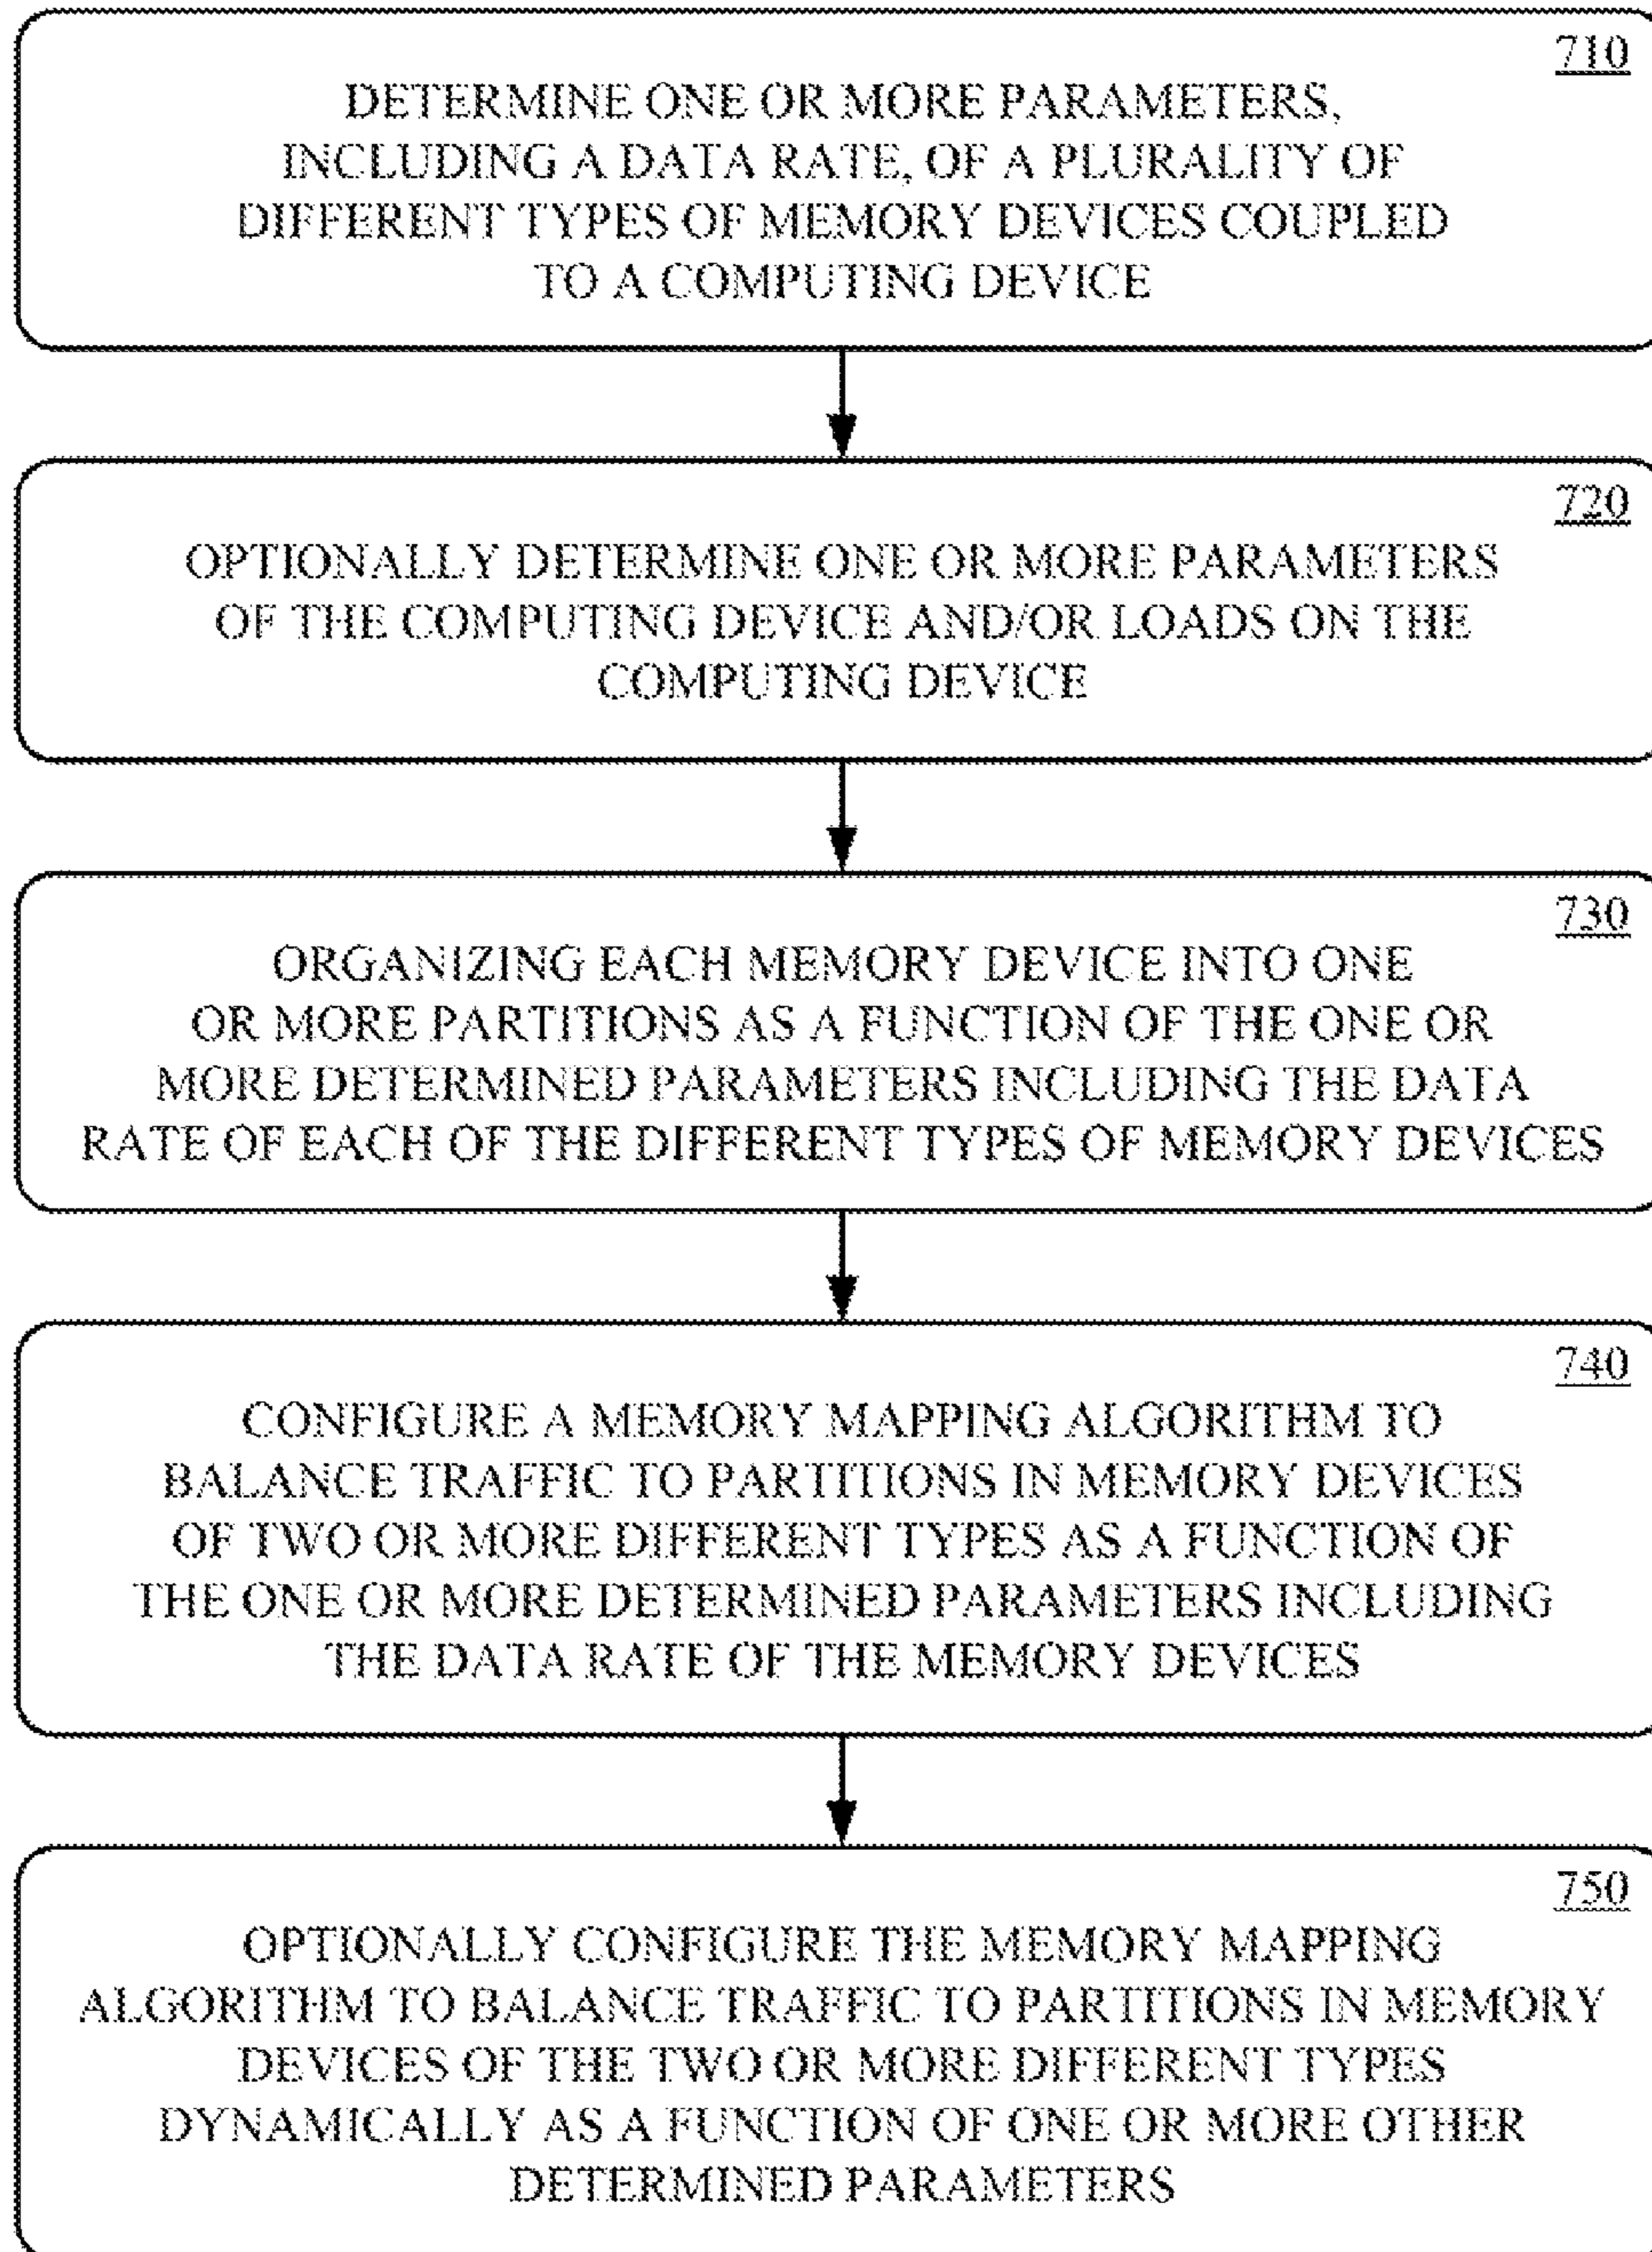 710
DETERMINE ONE OR MORE PARAMETERS,
INCLUDING A DATA RATE, OF A PLURALITY OF
DIFFERENT TYPES OF MEMORY DEVICES COUPLED
TO A COMPUTING DEVICE
720
OPTIONALLY DETERMINE ONE OR MORE PARAMETERS
OF THE COMPUTING DEVICE AND/OR LOADS ON THE
COMPUTING DEVICE
730
ORGANIZING EACH MEMORY DEVICE INTO ONE
OR MORE PARTITIONS AS A FUNCTION OF THE ONE OR
MORE DETERMINED PARAMETERS INCLUDING THE DATA
RATE OF EACH OF THE DIFFERENT TYPES OF MEMORY DEVICES
740
CONFIGURE A MEMORY MAPPING ALGORITHM TO
BALANCE TRAFFIC TO PARTITIONS IN MEMORY DEVICES
OF TWO OR MORE DIFFERENT TYPES AS A FUNCTION OF
THE ONE OR MORE DETERMINED PARAMETERS INCLUDING
THE DATA RATE OF THE MEMORY DEVICES
750
OPTIONALLY CONFIGURE THE MEMORY MAPPING
ALGORITHM TO BALANCE TRAFFIC TO PARTITIONS IN MEMORY
DEVICES OF THE TWO OR MORE DIFFERENT TYPES
DYNAMICALLY AS A FUNCTION OF ONE OR MORE OTHER
DETERMINED PARAMETERS